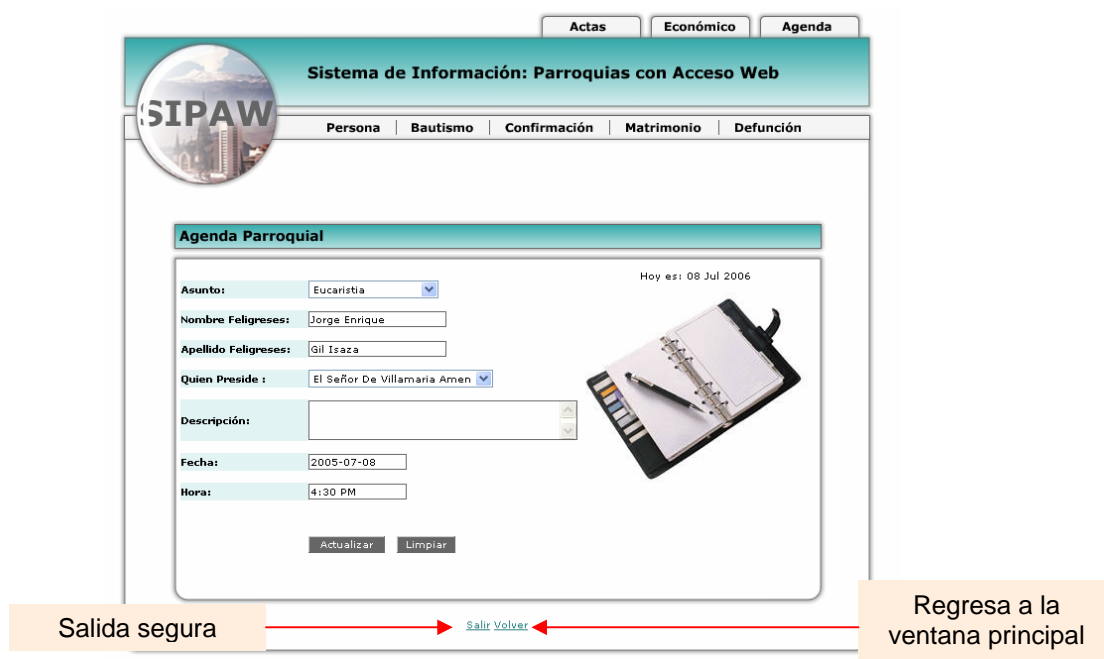 Actas Económico Agenda
Sistema de Información: Parroquias con Acceso Web
SIPAW
Persona Bautismo Confirmación Matrimonio Defunción
Agenda Parroquial
Hoy es: 08 Jul 2006
Asunto: Eucaristia
Nombre Feligreses: Jorge Enrique
Apellido Feligreses: Gil Isaza
Quien Preside : El Señor De Villamaria Amen
Descripción:
Fecha: 2005-07-08
Hora: 4:30 PM
Actualizar Limpiar
Salida segura
Salir Volver
Regresa a la
ventana principal